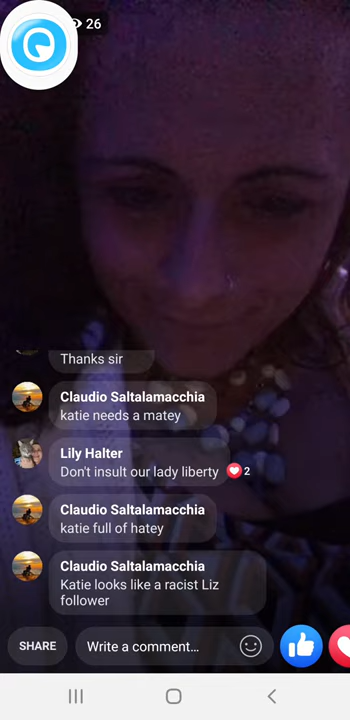 26
Thanks sir
Claudio Saltalamacchia
katie needs a matey
Lily Halter
Don't insult our lady liberty 2
Claudio Saltalamacchia
katie full of hatey
Claudio Saltalamacchia
Katie looks like a racist Liz
follower
SHARE
Write a comment...